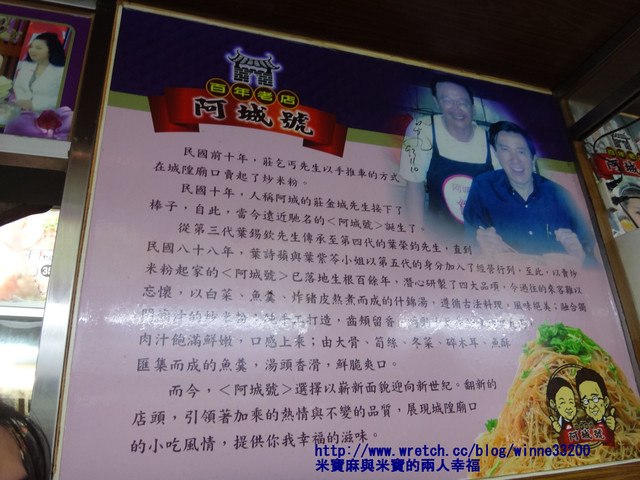 百年老店
阿城號
民國前十年，莊乞丐先生以手推車的方式
在城隍廟口賣起了炒米粉。
民國十年，人稱阿城的莊金城先生接下了
棒子，自此，當今遠近馳名的<阿城號>誕生了。
從第三代葉錫欽先生傳承至第四代的葉榮鈞先生，直到
民國八十八年，葉詩蘋與葉紫苓小姐以第五代的身分加入了經營行列，至此，以賣炒
米粉起家的<阿城號>已落地生根百餘年，潛心研製了四大品項，令過往的來客難以
忘懷，以白菜、魚羹、炸豬皮熬煮而成的什錦湯，遵循古法料理，風味絕美；融合獨
打造，齒頰留香
肉汁飽滿鮮嫩，口感上乘；由大骨、筍絲、冬菜、碎木耳、魚酥
匯集而成的魚羹，湯頭香滑，鮮脆爽口。
而今，<阿城號>選擇以嶄新面貌迎向新世紀。翻新的
店頭，引領著加乘的熱情與不變的品質，展現城隍廟口
的小吃風情，提供你我幸福的滋味。
阿城號
http://www.wretch.cc/blog/winne33200
米寶麻與米寶的兩人幸福